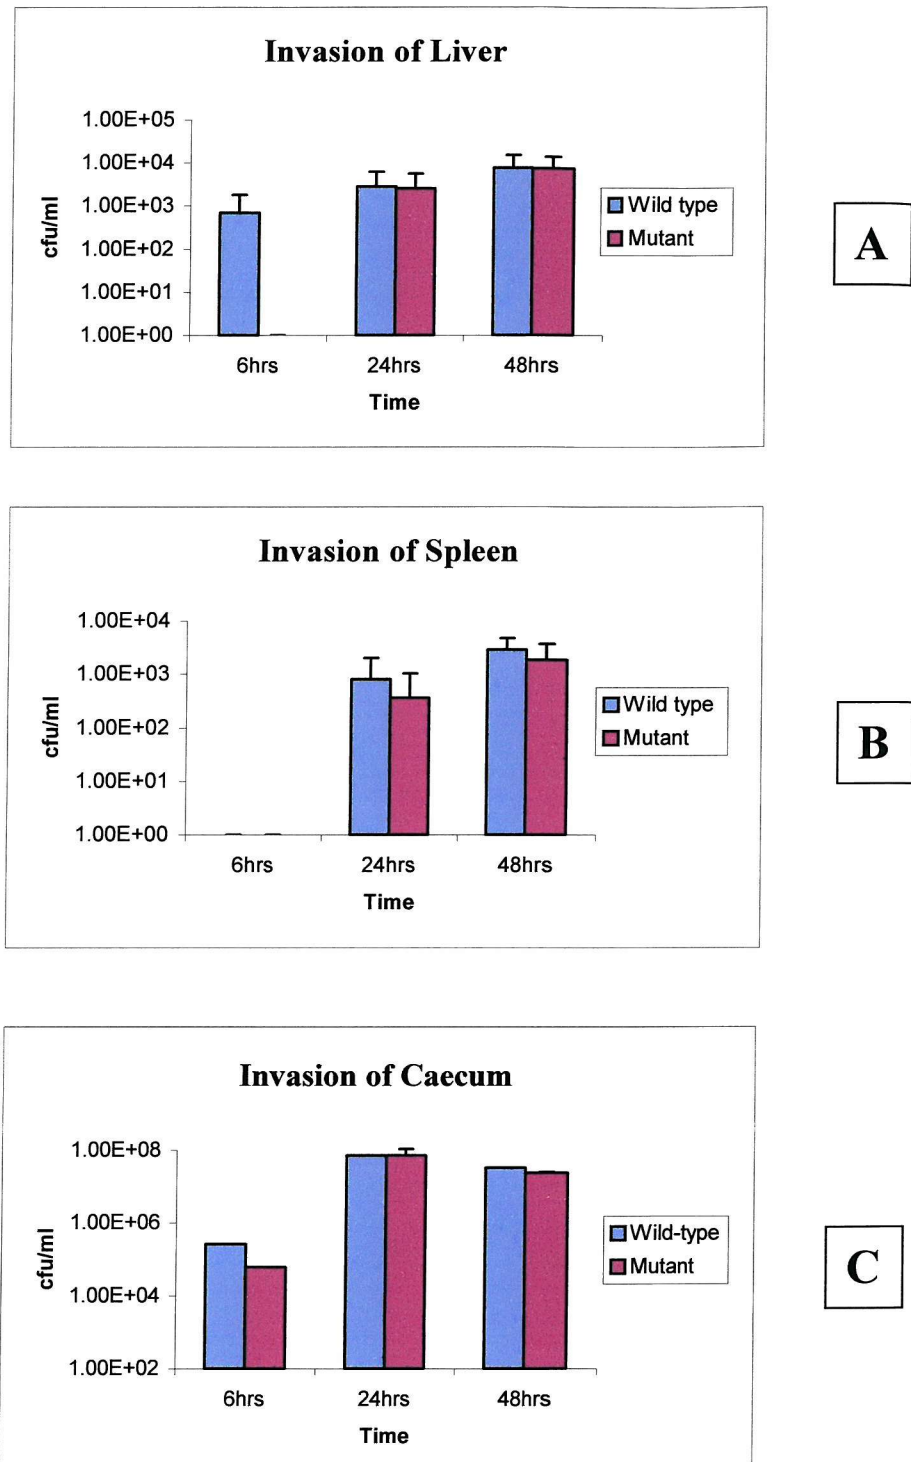 Invasion of Liver
1.00E+05
1.00E+04
1.00E+03
1.00E+02
1.00E+01
1.00E+00
cfu/ml
6hrs 24hrs 48hrs
Time
Wild type
Mutant
A
Invasion of Spleen
1.00E+04
1.00E+03
1.00E+02
1.00E+01
1.00E+00
cfu/ml
6hrs 24hrs 48hrs
Time
Wild type
Mutant
B
Invasion of Caecum
1.00E+08
1.00E+06
1.00E+04
1.00E+02
cfu/ml
6hrs 24hrs 48hrs
Time
Wild-type
Mutant
C